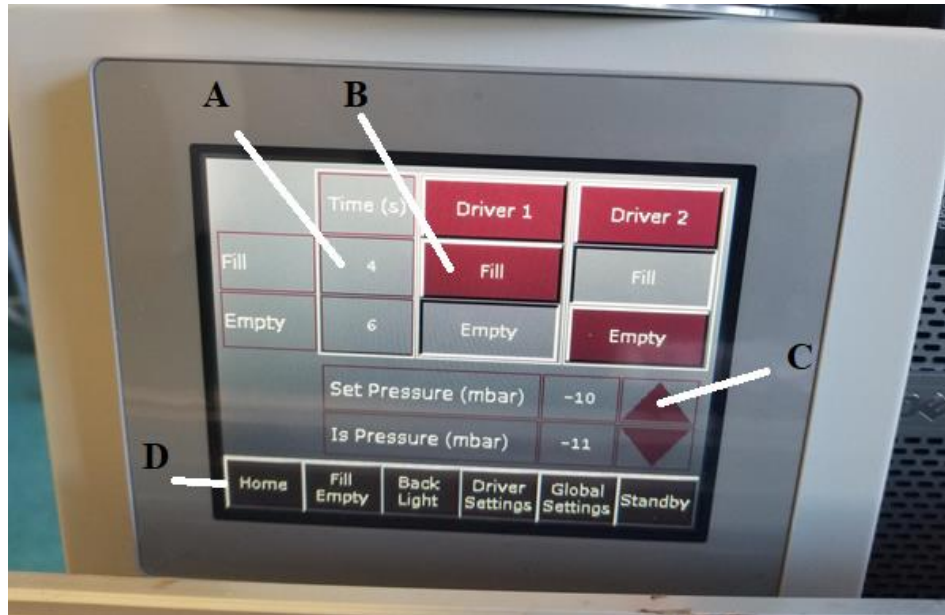 A B
Time (s) Driver 1 Driver 2
Fill 4 Fill Fill
Empty 6 Empty Empty
C
Set Pressure (mbar) -10
Is Pressure (mbar) -11
D
Home Fill Empty Back Light Driver Settings Global Settings Standby